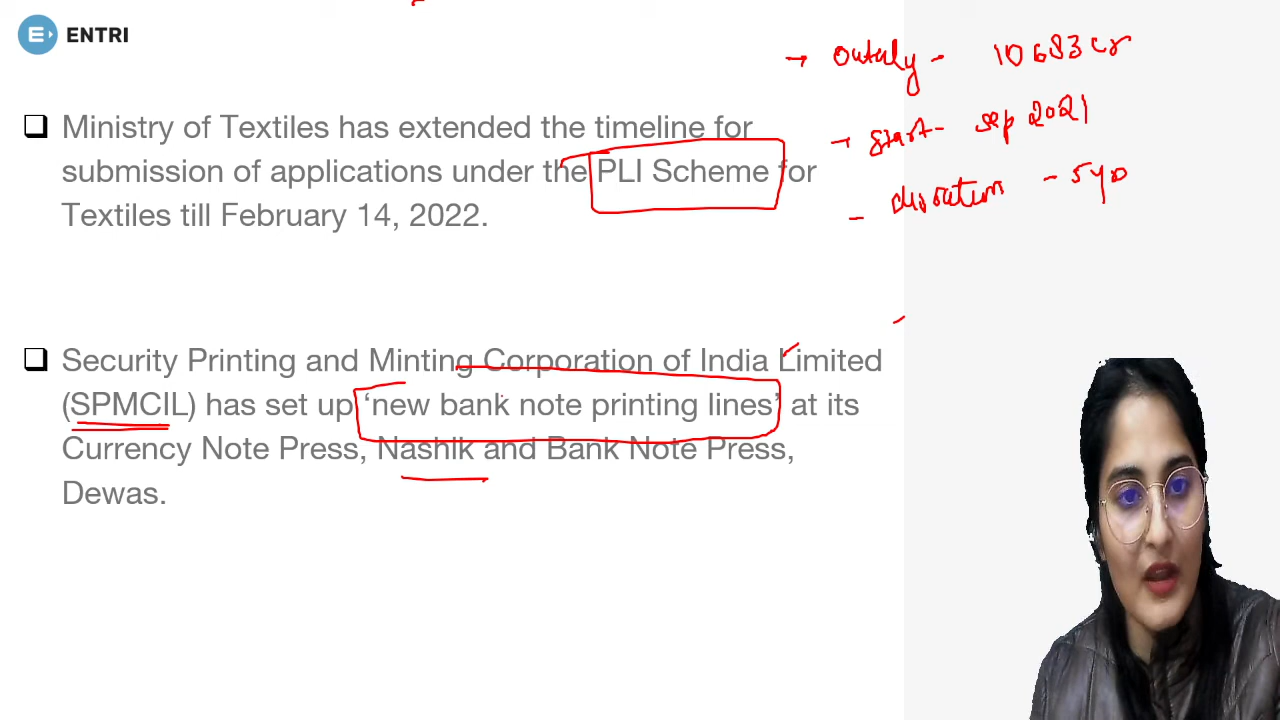 ENTRI
→ Outaly - 10683 cr
Ministry of Textiles has extended the timeline for
→ start - sep 2021
submission of applications under the PLI Scheme for
- duration - 5 yrs
Textiles till February 14, 2022.
Security Printing and Minting Corporation of India Limited
(SPMCIL) has set up ‘new bank note printing lines’ at its
Currency Note Press, NashIk and Bank Note Press,
Dewas.